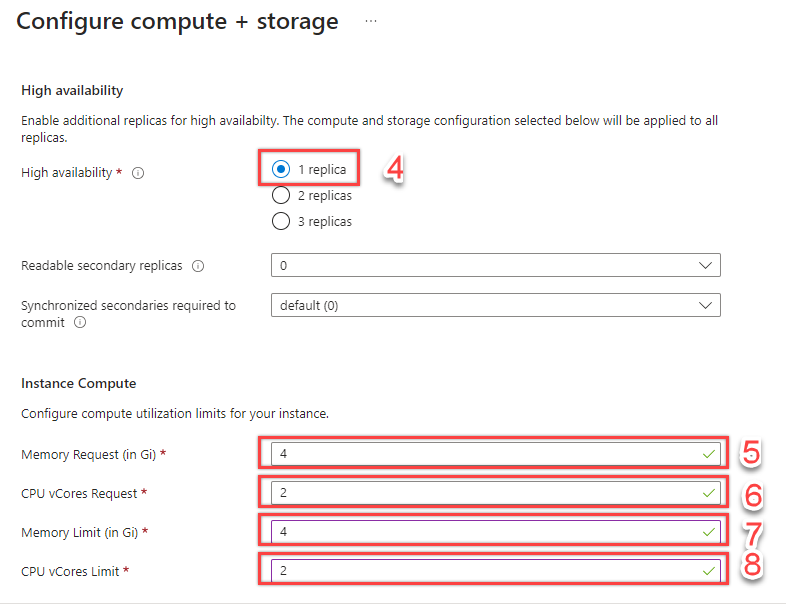 Configure compute + storage ...
High availability
Enable additional replicas for high availabilty. The compute and storage configuration selected below will be applied to all
replicas.
High availability *
1 replica
4
2 replicas
3 replicas
Readable secondary replicas
0
Synchronized secondaries required to
commit
default (0)
Instance Compute
Configure compute utilization limits for your instance.
Memory Request (in Gi) *
4
5
CPU vCores Request *
2
6
Memory Limit (in Gi) *
4
7
CPU vCores Limit *
2
8